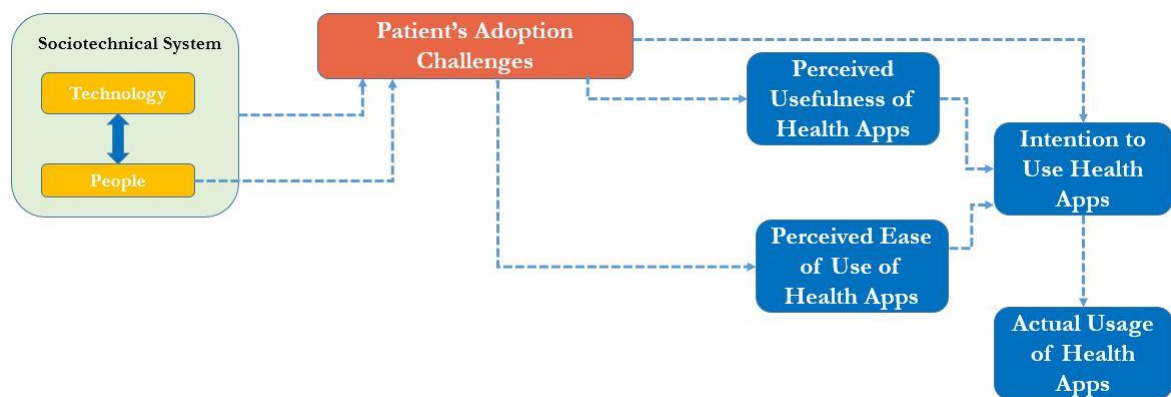 Sociotechnical System
Technology
People
Patient's Adoption
Challenges
Perceived
Usefulness of
Health Apps
Perceived Ease
of Use of
Health Apps
Intention to
Use Health
Apps
Actual Usage
of Health
Apps